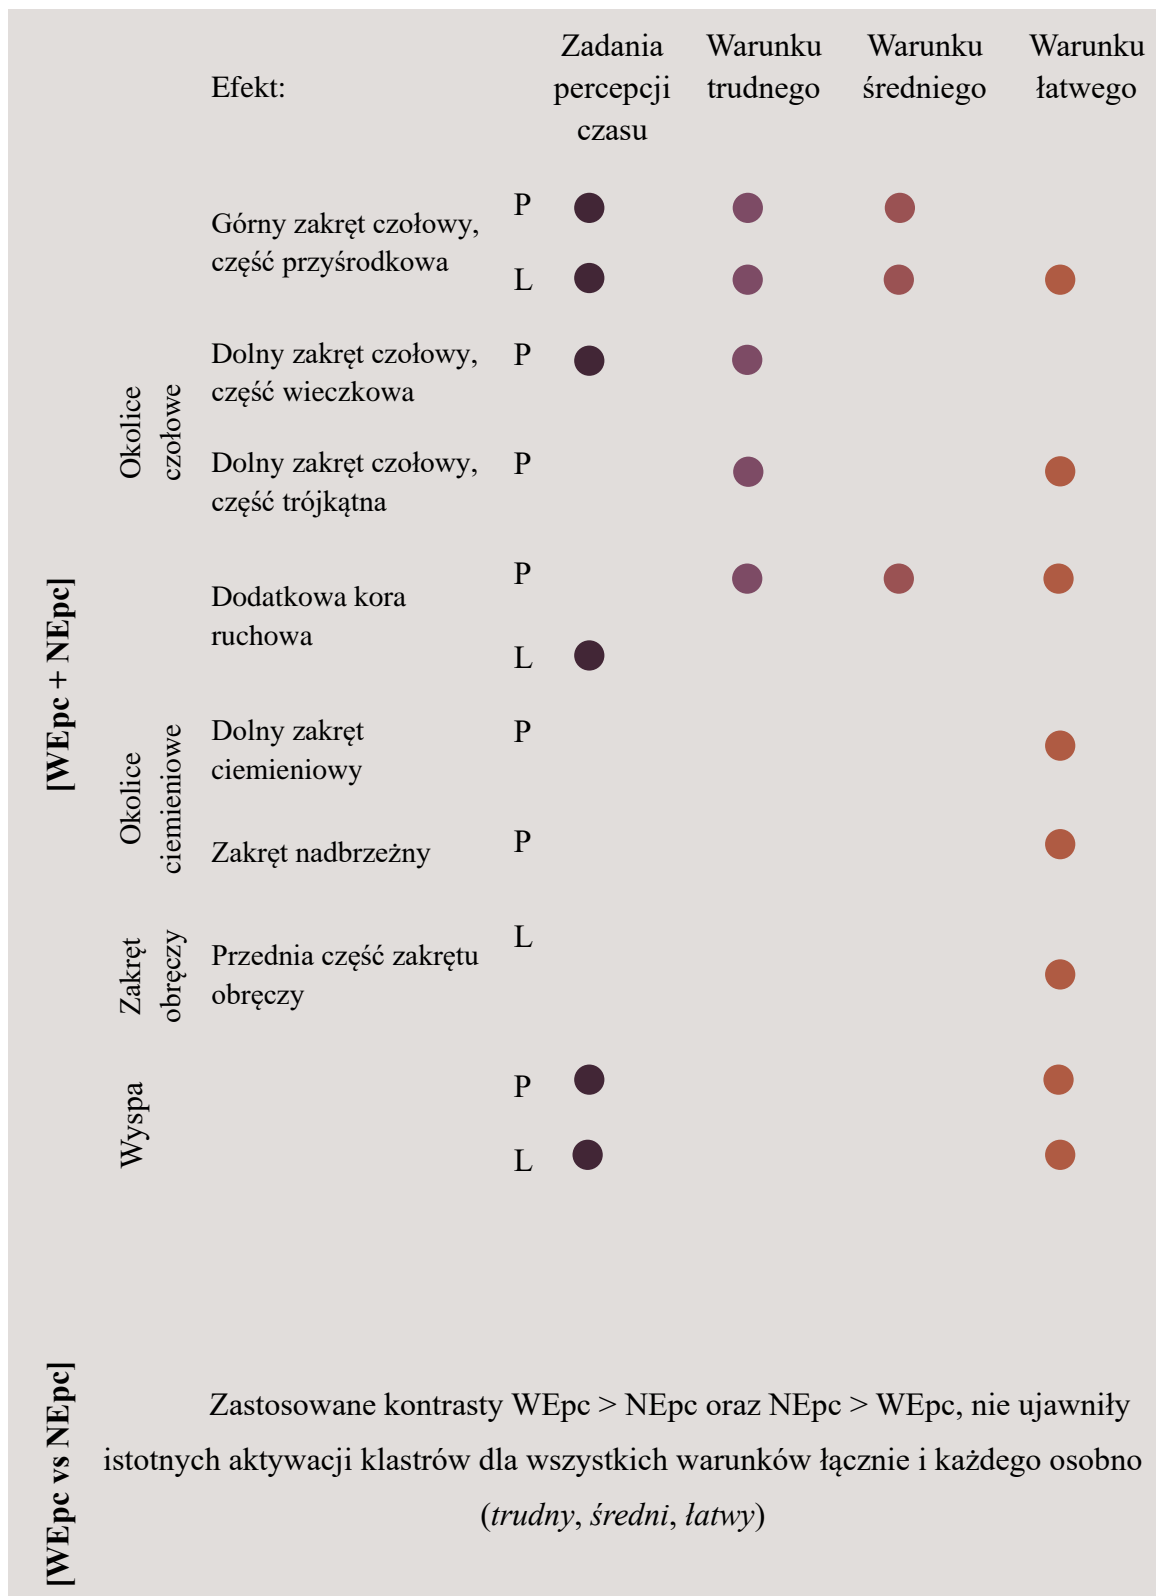 Efekt:
Zadania
percepcji
czasu
Warunku
trudnego
Warunku
średniego
Warunku
łatwego
[WEpc + NEpc]
Okolice
czołowe
Górny zakręt czołowy,
część przyśrodkowa
P
L
Dolny zakręt czołowy,
część wieczkowa
P
Dolny zakręt czołowy,
część trójkątna
P
Dodatkowa kora
ruchowa
P
L
Okolice
ciemieniowe
Dolny zakręt
ciemieniowy
P
Zakręt nadbrzeżny
P
Zakręt
obręczy
Przednia część zakrętu
obręczy
L
Wyspa
P
L
[WEpc vs NEpc]
Zastosowane kontrasty WEpc > NEpc oraz NEpc > WEpc, nie ujawniły
istotnych aktywacji klastrów dla wszystkich warunków łącznie i każdego osobno
(trudny, średni, łatwy)